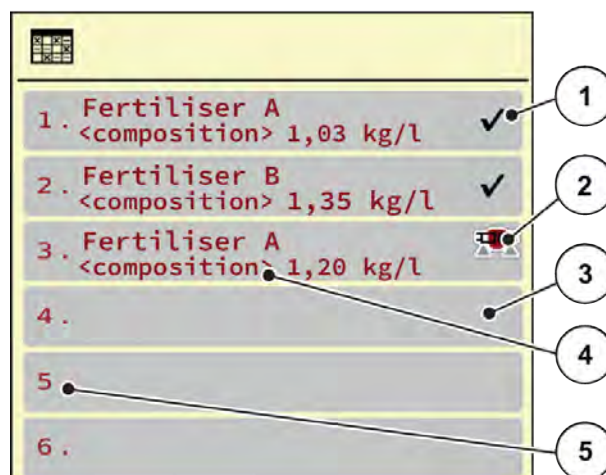 1. Fertiliser A
<composition> 1,03 kg/l
1
2. Fertiliser B
<composition> 1,35 kg/l
2
3. Fertiliser A
<composition> 1,20 kg/l
3
4.
4
5
5
6.